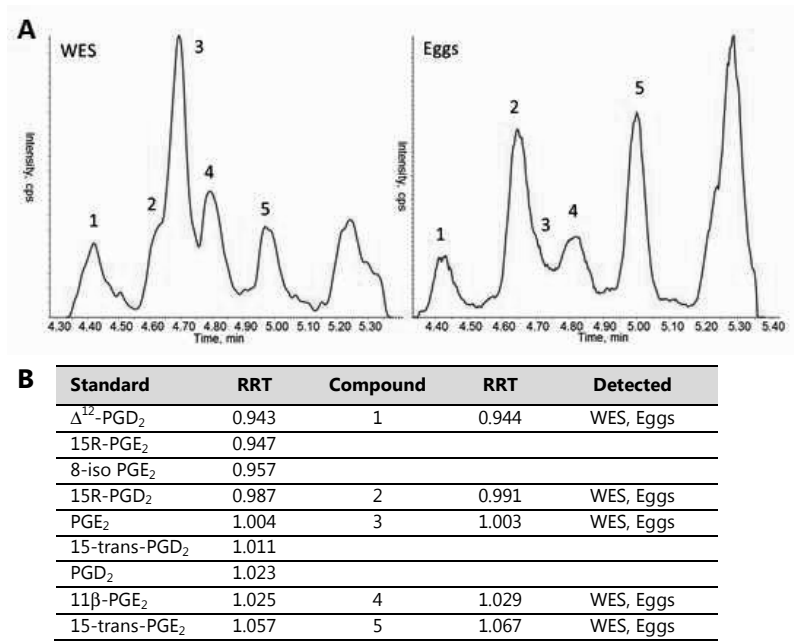 A
WES
Eggs
1
2
3
4
5
1
2
3
4
5
Intensity, cps
Intensity, cps
4.30 4.40 4.50 4.60 4.70 4.80 4.90 5.00 5.10 5.20 5.30
4.40 4.50 4.60 4.70 4.80 4.90 5.00 5.10 5.20 5.30 5.40
Time, min
Time, min
B
Standard RRT Compound RRT Detected
Δ¹²-PGD₂ 0.943 1 0.944 WES, Eggs
15R-PGE₂ 0.947
8-iso PGE₂ 0.957
15R-PGD₂ 0.987 2 0.991 WES, Eggs
PGE₂ 1.004 3 1.003 WES, Eggs
15-trans-PGD₂ 1.011
PGD₂ 1.023
11β-PGE₂ 1.025 4 1.029 WES, Eggs
15-trans-PGE₂ 1.057 5 1.067 WES, Eggs